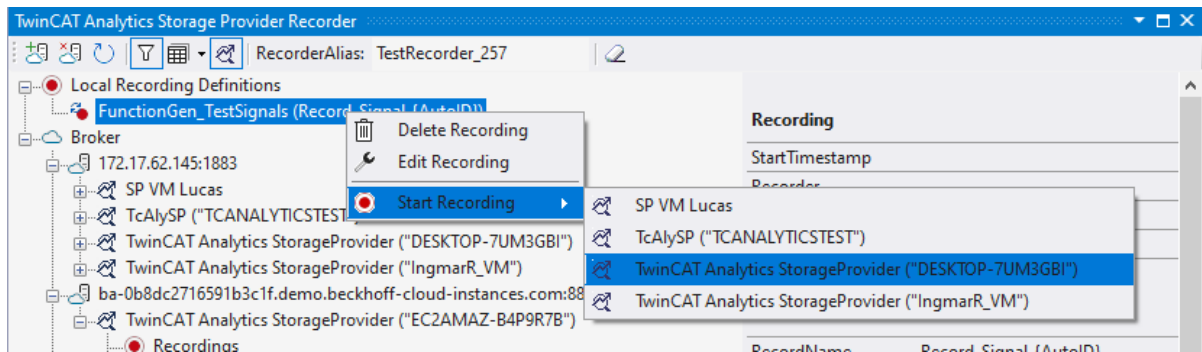 TwinCAT Analytics Storage Provider Recorder
RecorderAlias: TestRecorder_257
Local Recording Definitions
FunctionGen_TestSignals (Record_Signal_{AutoID})
Broker
172.17.62.145:1883
SP VM Lucas
TcAlySP ("TCANALYTICSTEST
TwinCAT Analytics StorageProvider ("DESKTOP-7UM3GBI")
TwinCAT Analytics StorageProvider ("IngmarR_VM")
ba-0b8dc2716591b3c1f.demo.beckhoff-cloud-instances.com:88
TwinCAT Analytics StorageProvider ("EC2AMAZ-B4P9R7B")
Recordings
Delete Recording
Edit Recording
Start Recording
SP VM Lucas
TcAlySP ("TCANALYTICSTEST")
TwinCAT Analytics StorageProvider ("DESKTOP-7UM3GBI")
TwinCAT Analytics StorageProvider ("IngmarR_VM")
Recording
StartTimestamp
Recorder
RecordName Record_Signal_{AutoID}